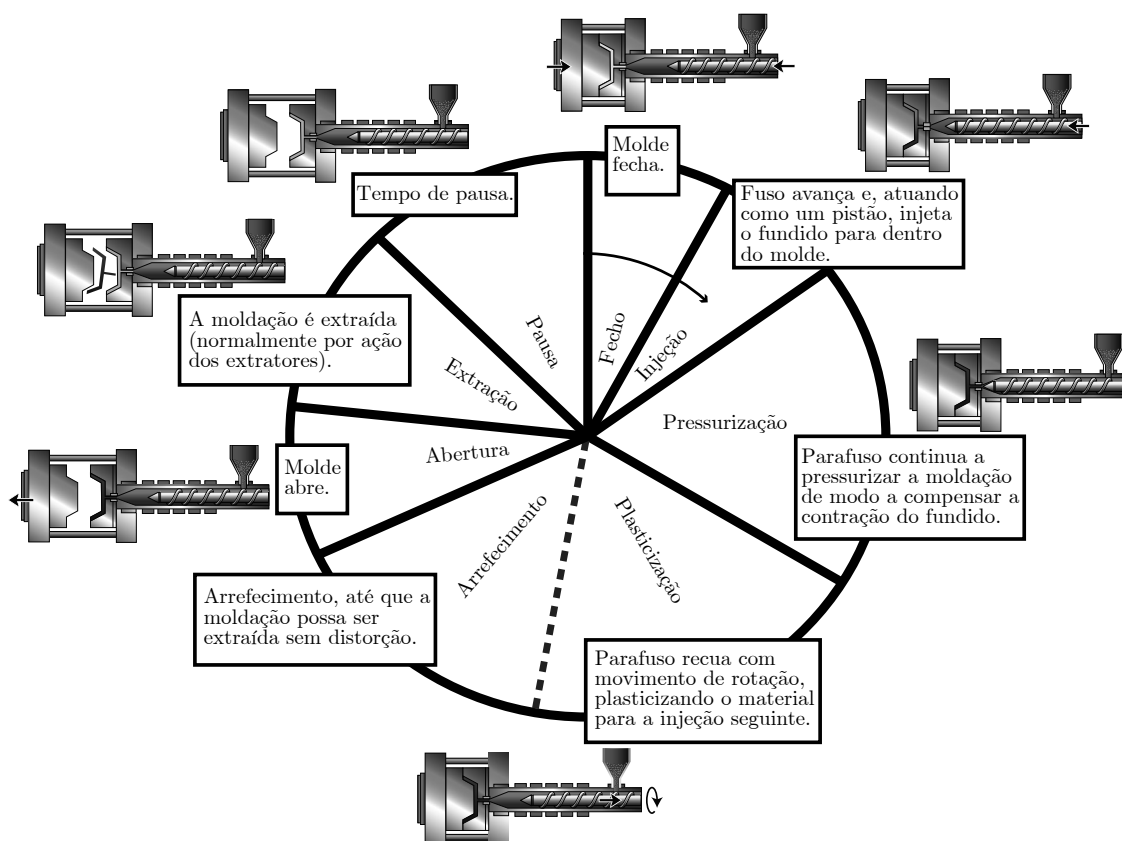 Molde
fecha.
Fuso avança e, atuando
como um pistão, injeta
o fundido para dentro
do molde.
Tempo de pausa.
A moldação é extraída
(normalmente por ação
dos extratores).
Pausa
Fecho
Injeção
Extração
Pressurização
Abertura
Parafuso continua a
pressurizar a moldação
de modo a compensar a
contração do fundido.
Molde
abre.
Arrefecimento
Plasticização
Arrefecimento, até que a
moldação possa ser
extraída sem distorção.
Parafuso recua com
movimento de rotação,
plasticizando o material
para a injeção seguinte.